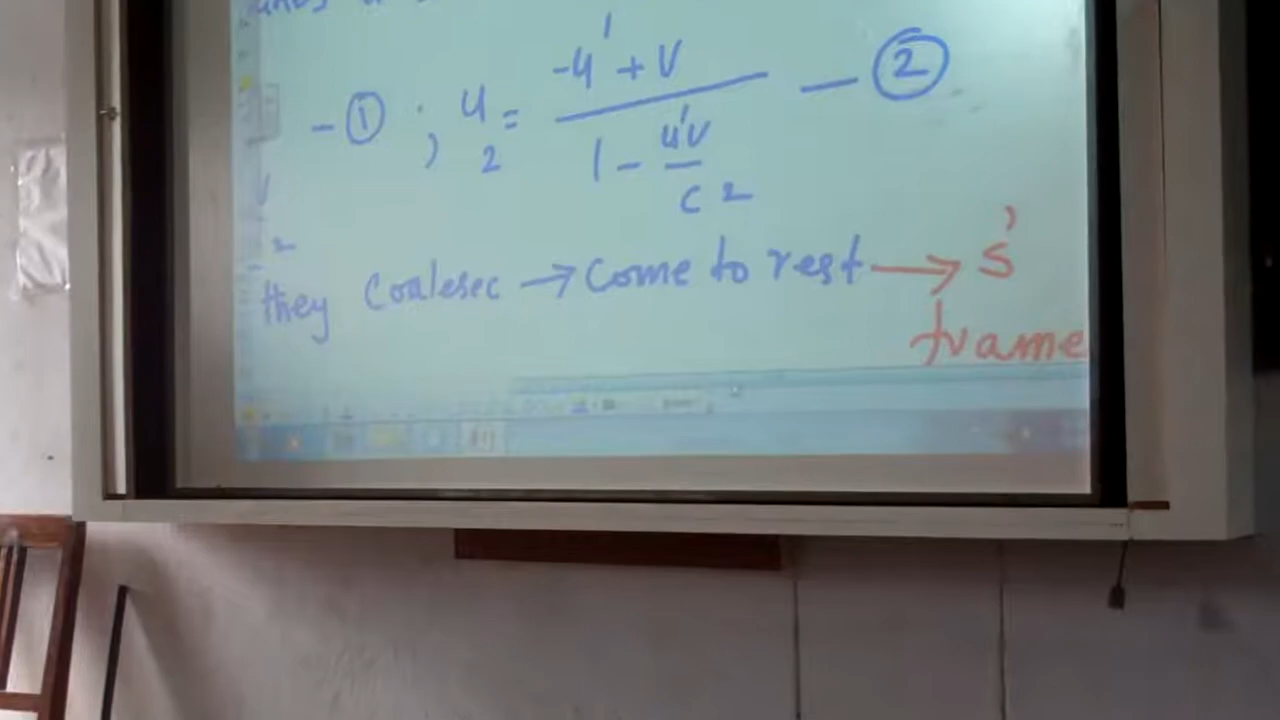 - ① ; u₂ = (-u' + v) / (1 - u'v/c²) — ②
they Coalesec → Come to rest → s'
frame